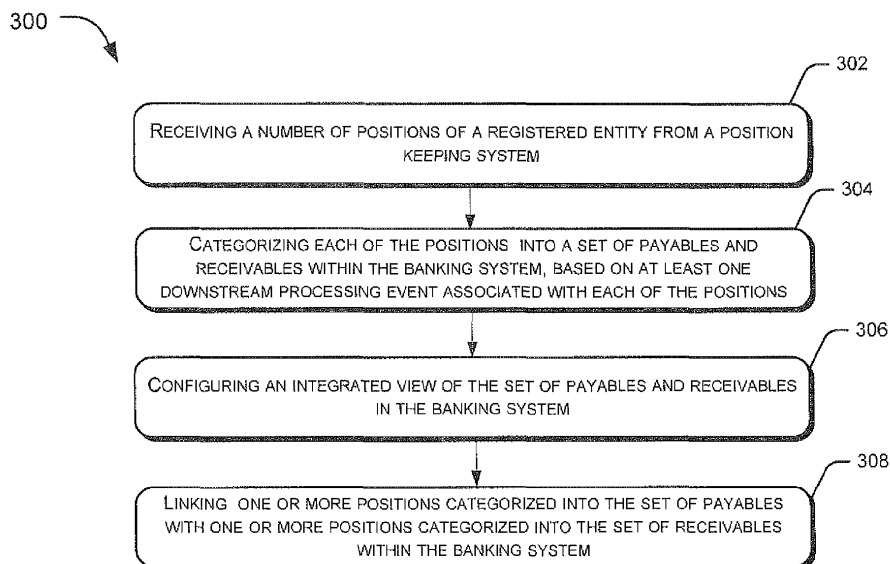 300
302
RECEIVING A NUMBER OF POSITIONS OF A REGISTERED ENTITY FROM A POSITION
KEEPING SYSTEM
304
CATEGORIZING EACH OF THE POSITIONS INTO A SET OF PAYABLES AND
RECEIVABLES WITHIN THE BANKING SYSTEM, BASED ON AT LEAST ONE
DOWNSTREAM PROCESSING EVENT ASSOCIATED WITH EACH OF THE POSITIONS
306
CONFIGURING AN INTEGRATED VIEW OF THE SET OF PAYABLES AND RECEIVABLES
IN THE BANKING SYSTEM
308
LINKING ONE OR MORE POSITIONS CATEGORIZED INTO THE SET OF PAYABLES
WITH ONE OR MORE POSITIONS CATEGORIZED INTO THE SET OF RECEIVABLES
WITHIN THE BANKING SYSTEM